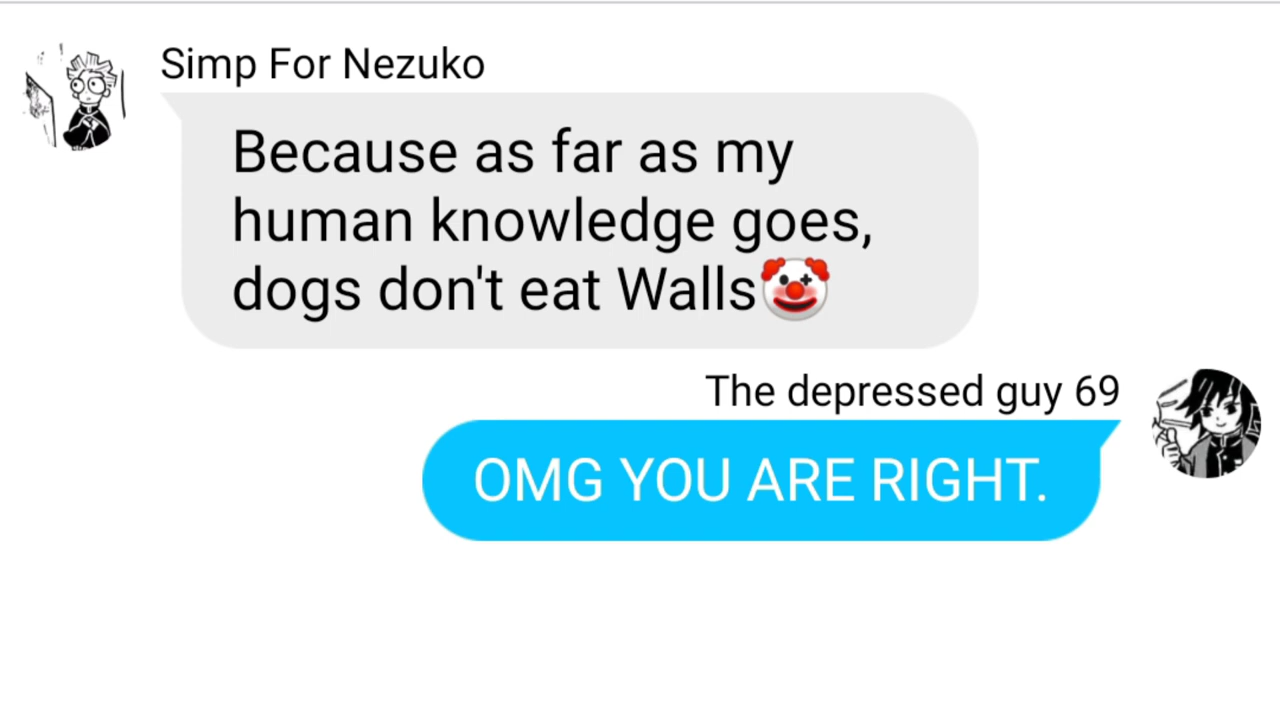 Simp For Nezuko
Because as far as my
human knowledge goes,
dogs don't eat Walls🤡
The depressed guy 69
OMG YOU ARE RIGHT.